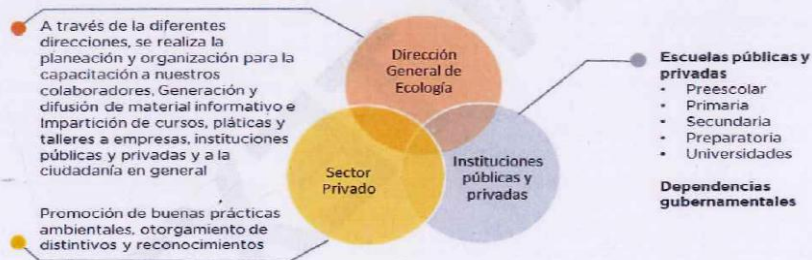 A través de la diferentes
direcciones, se realiza la
planeación y organización para la
capacitación a nuestros
colaboradores, Generación y
difusión de material informativo e
Impartición de cursos, pláticas y
talleres a empresas, instituciones
públicas y privadas y a la
ciudadanía en general
Promoción de buenas prácticas
ambientales, otorgamiento de
distintivos y reconocimientos
Dirección
General de
Ecología
Sector
Privado
Instituciones
públicas y
privadas
Escuelas públicas y
privadas
• Preescolar
• Primaria
• Secundaria
• Preparatoria
• Universidades
Dependencias
gubernamentales